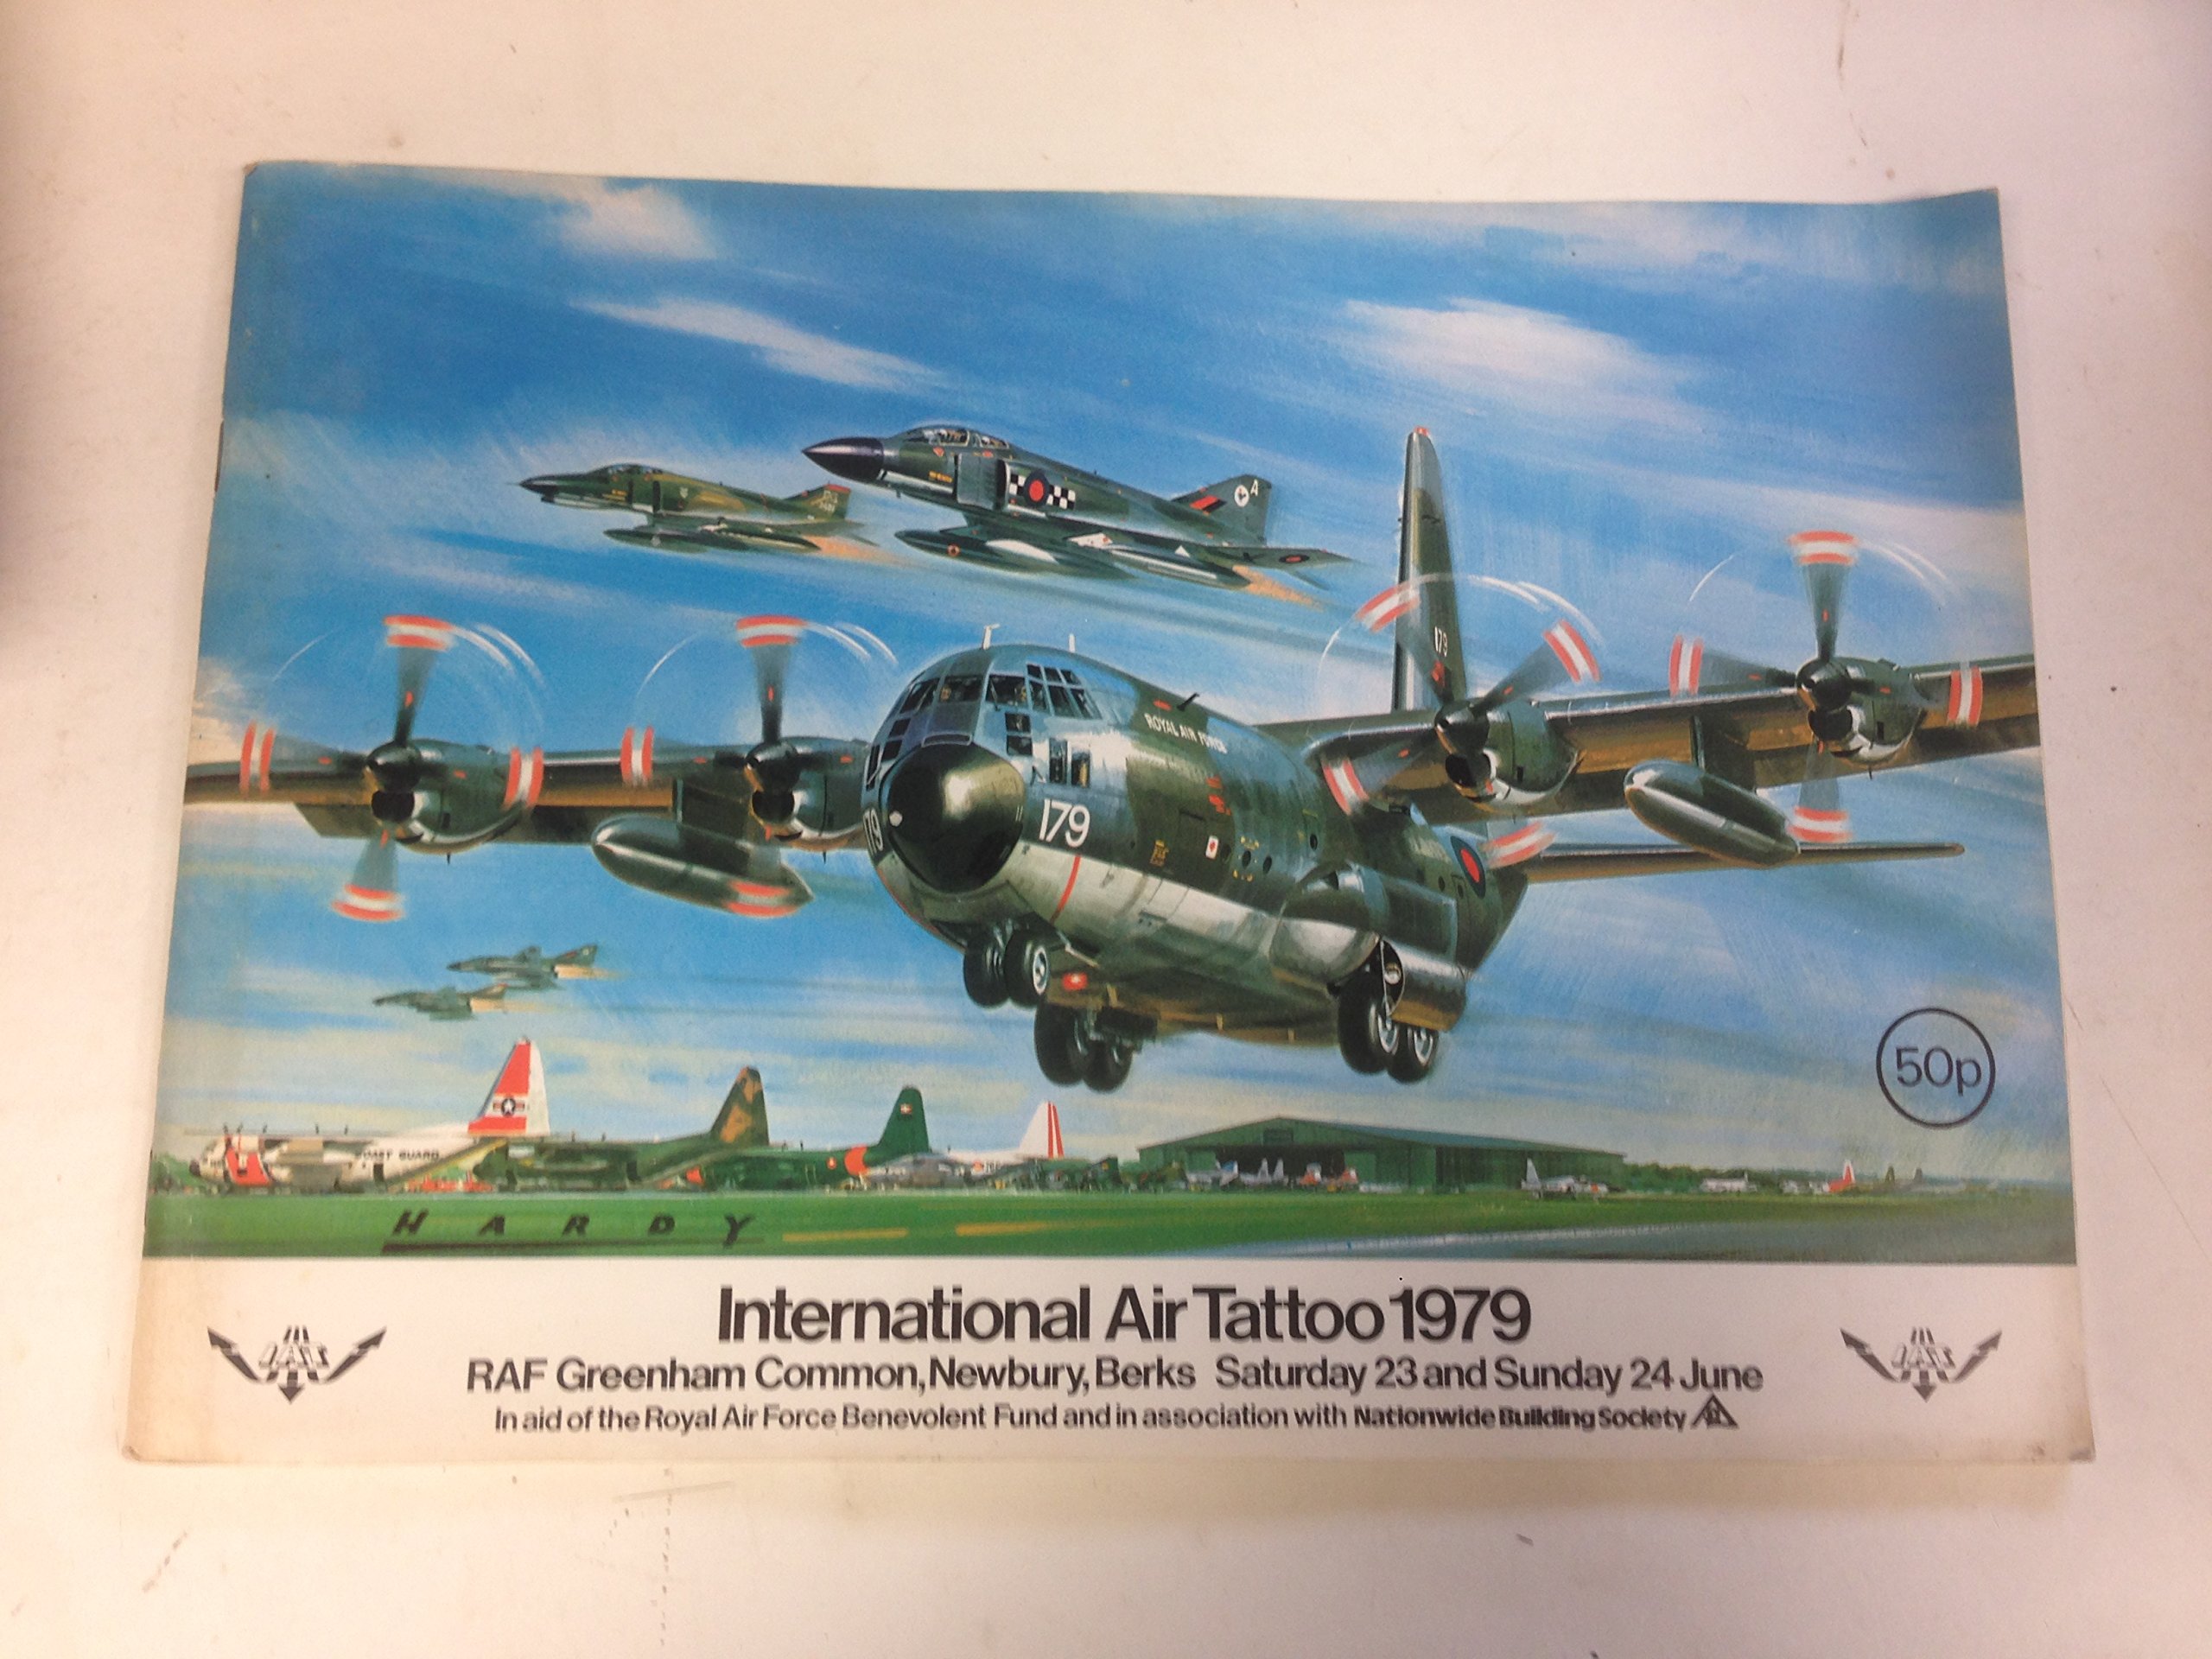 A
179
ROYAL AIR FORCE
179
179
50p
COAST GUARD
HARDY
International Air Tattoo 1979
IAT
IAT
RAF Greenham Common, Newbury, Berks Saturday 23 and Sunday 24 June
In aid of the Royal Air Force Benevolent Fund and in association with Nationwide Building Society